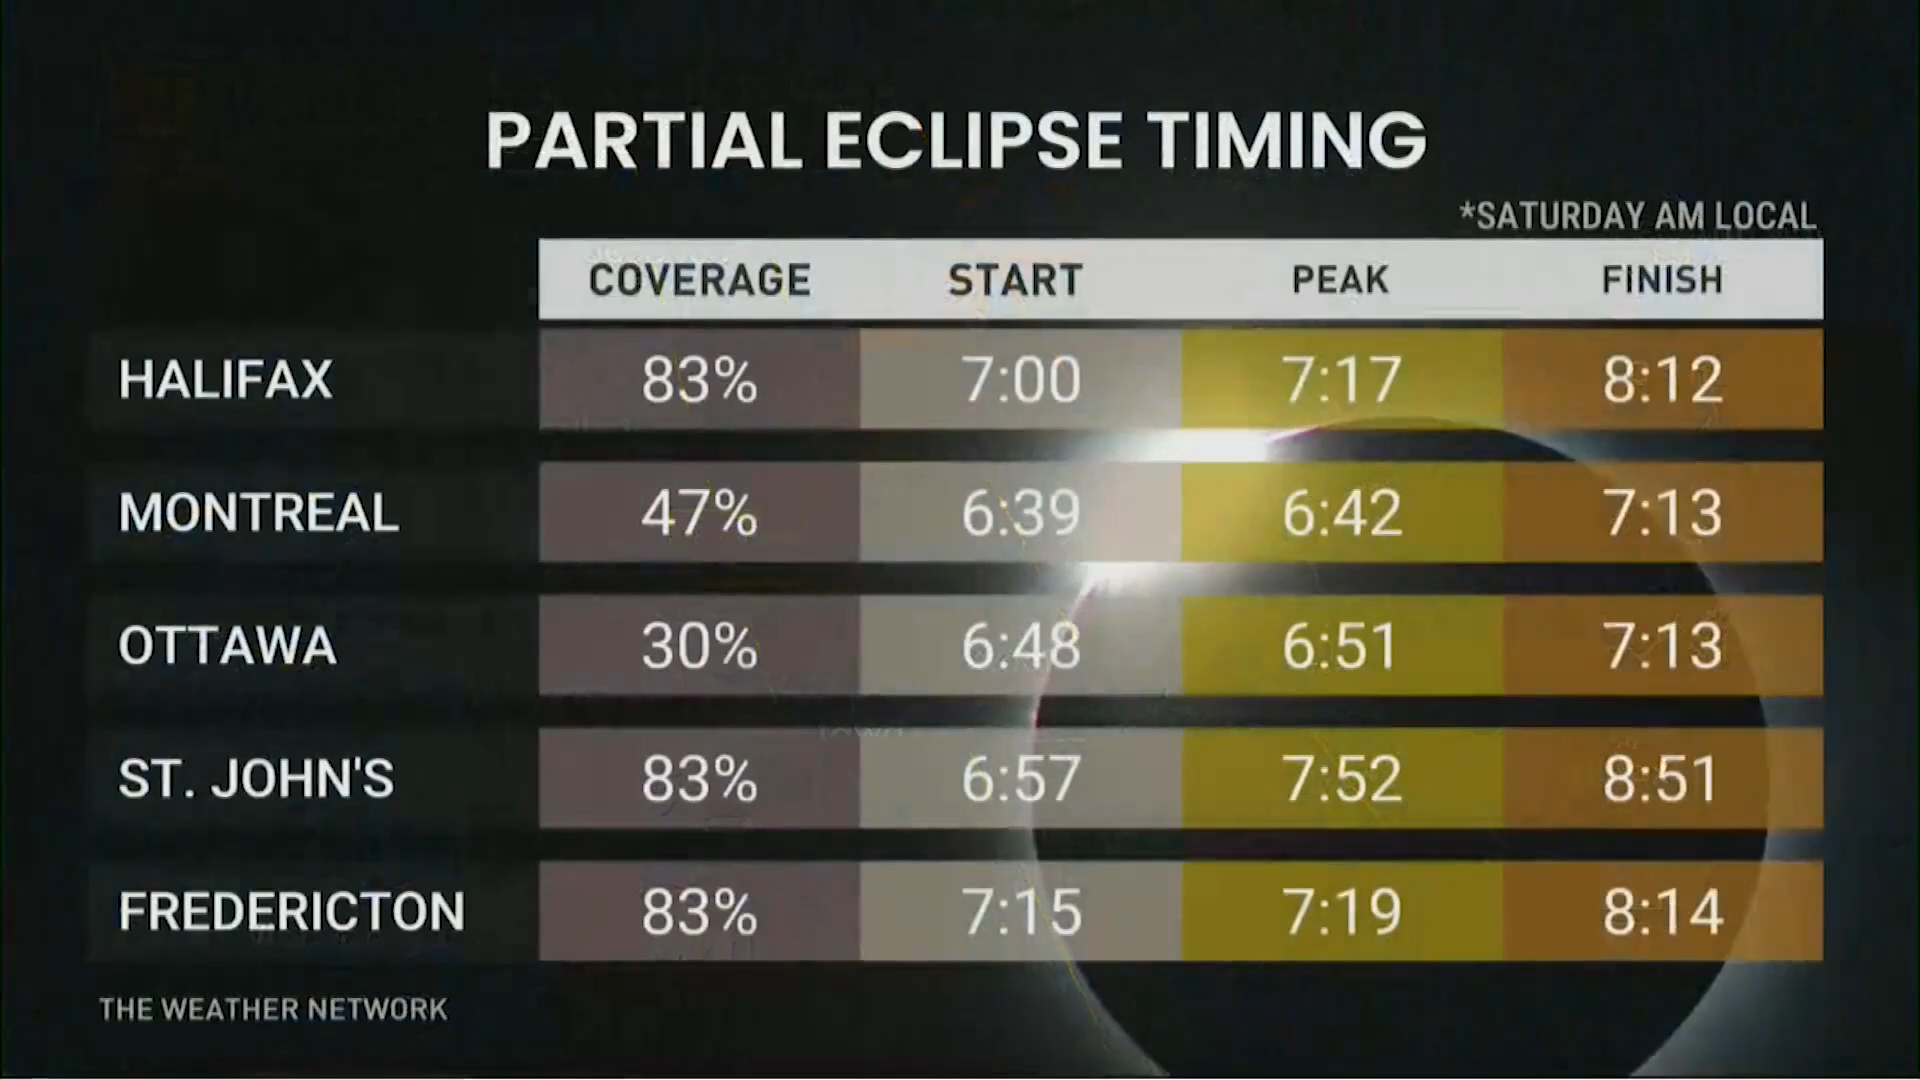 PARTIAL ECLIPSE TIMING
*SATURDAY AM LOCAL
COVERAGE START PEAK FINISH
HALIFAX 83% 7:00 7:17 8:12
MONTREAL 47% 6:39 6:42 7:13
OTTAWA 30% 6:48 6:51 7:13
ST. JOHN'S 83% 6:57 7:52 8:51
FREDERICTON 83% 7:15 7:19 8:14
THE WEATHER NETWORK